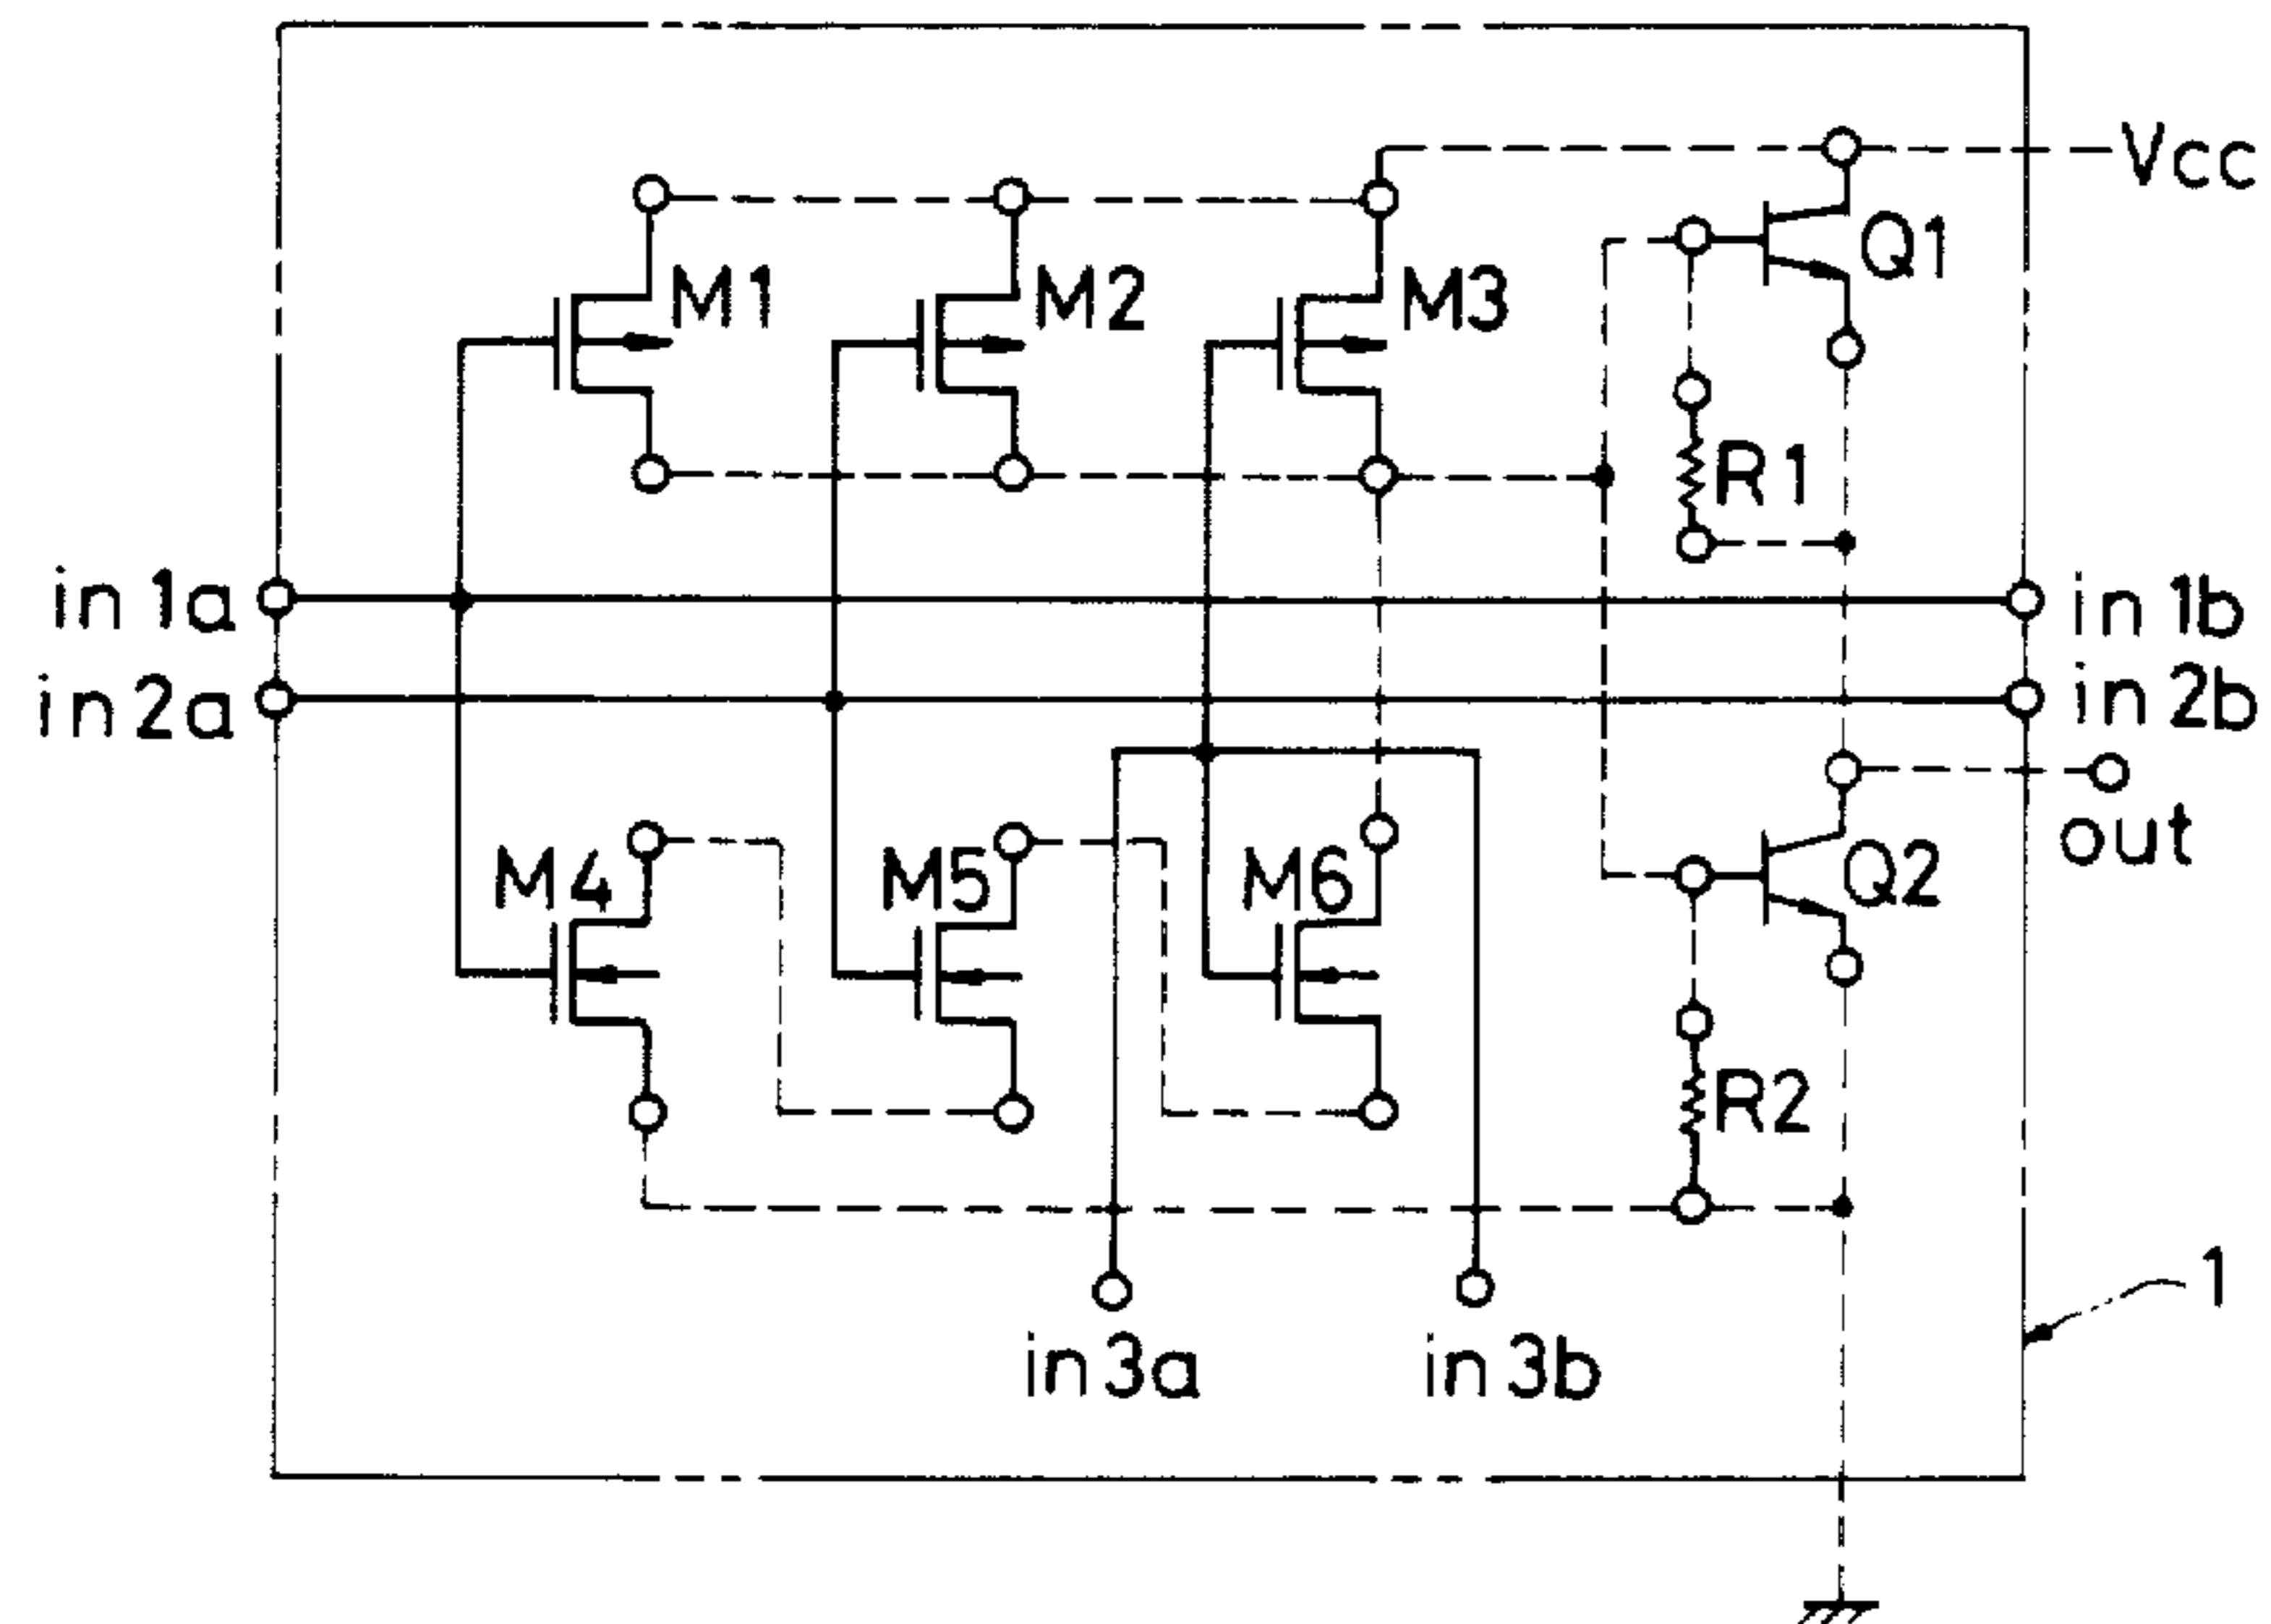 Vcc
Q1
M1 M2 M3
R1
in 1a in 1b
in 2a in 2b
out
M4 M5 M6 Q2
R2
1
in 3a in 3b